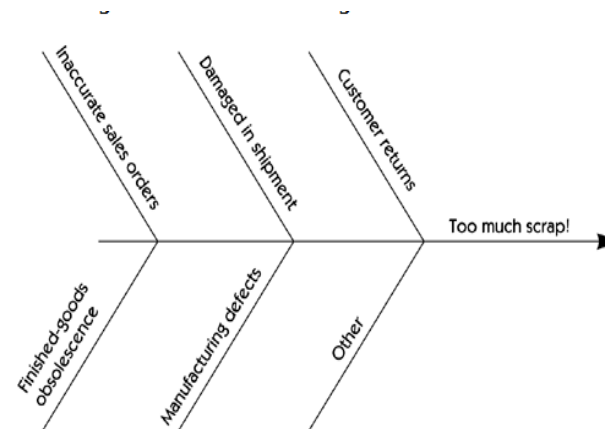 Inaccurate sales orders
Damaged in shipment
Customer returns
Too much scrap!
Finished-goods
obsolescence
Manufacturing defects
Other